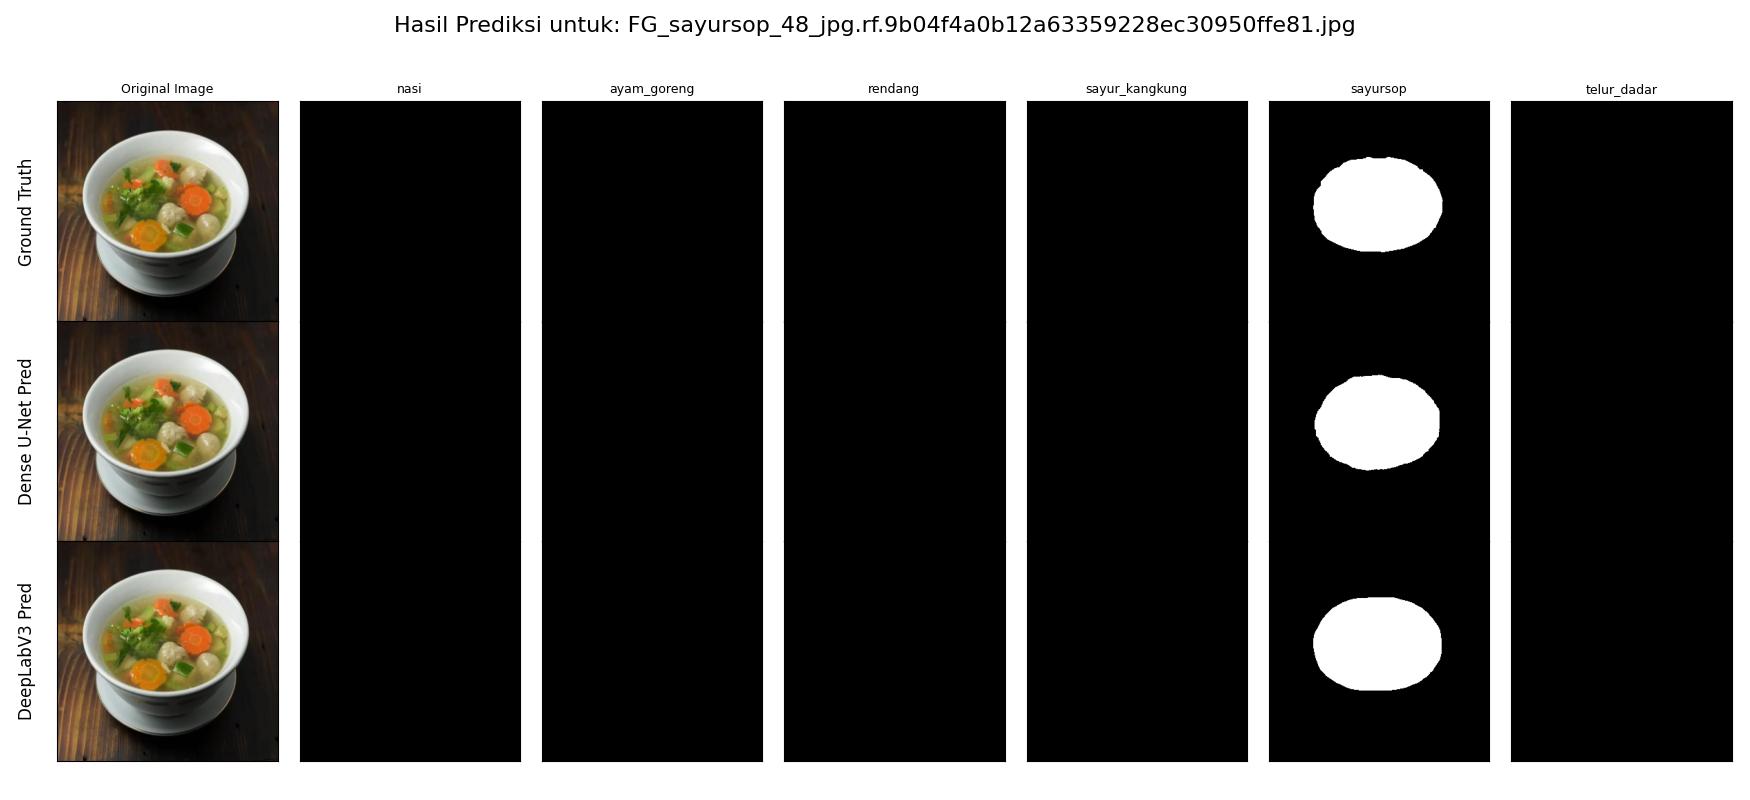 Hasil Prediksi untuk: FG_sayursop_48_jpg.rf.9b04f4a0b12a63359228ec30950ffe81.jpg
Original Image
nasi
ayam_goreng
rendang
sayur_kangkung
sayursop
telur_dadar
Ground Truth
Dense U-Net Pred
DeepLabV3 Pred